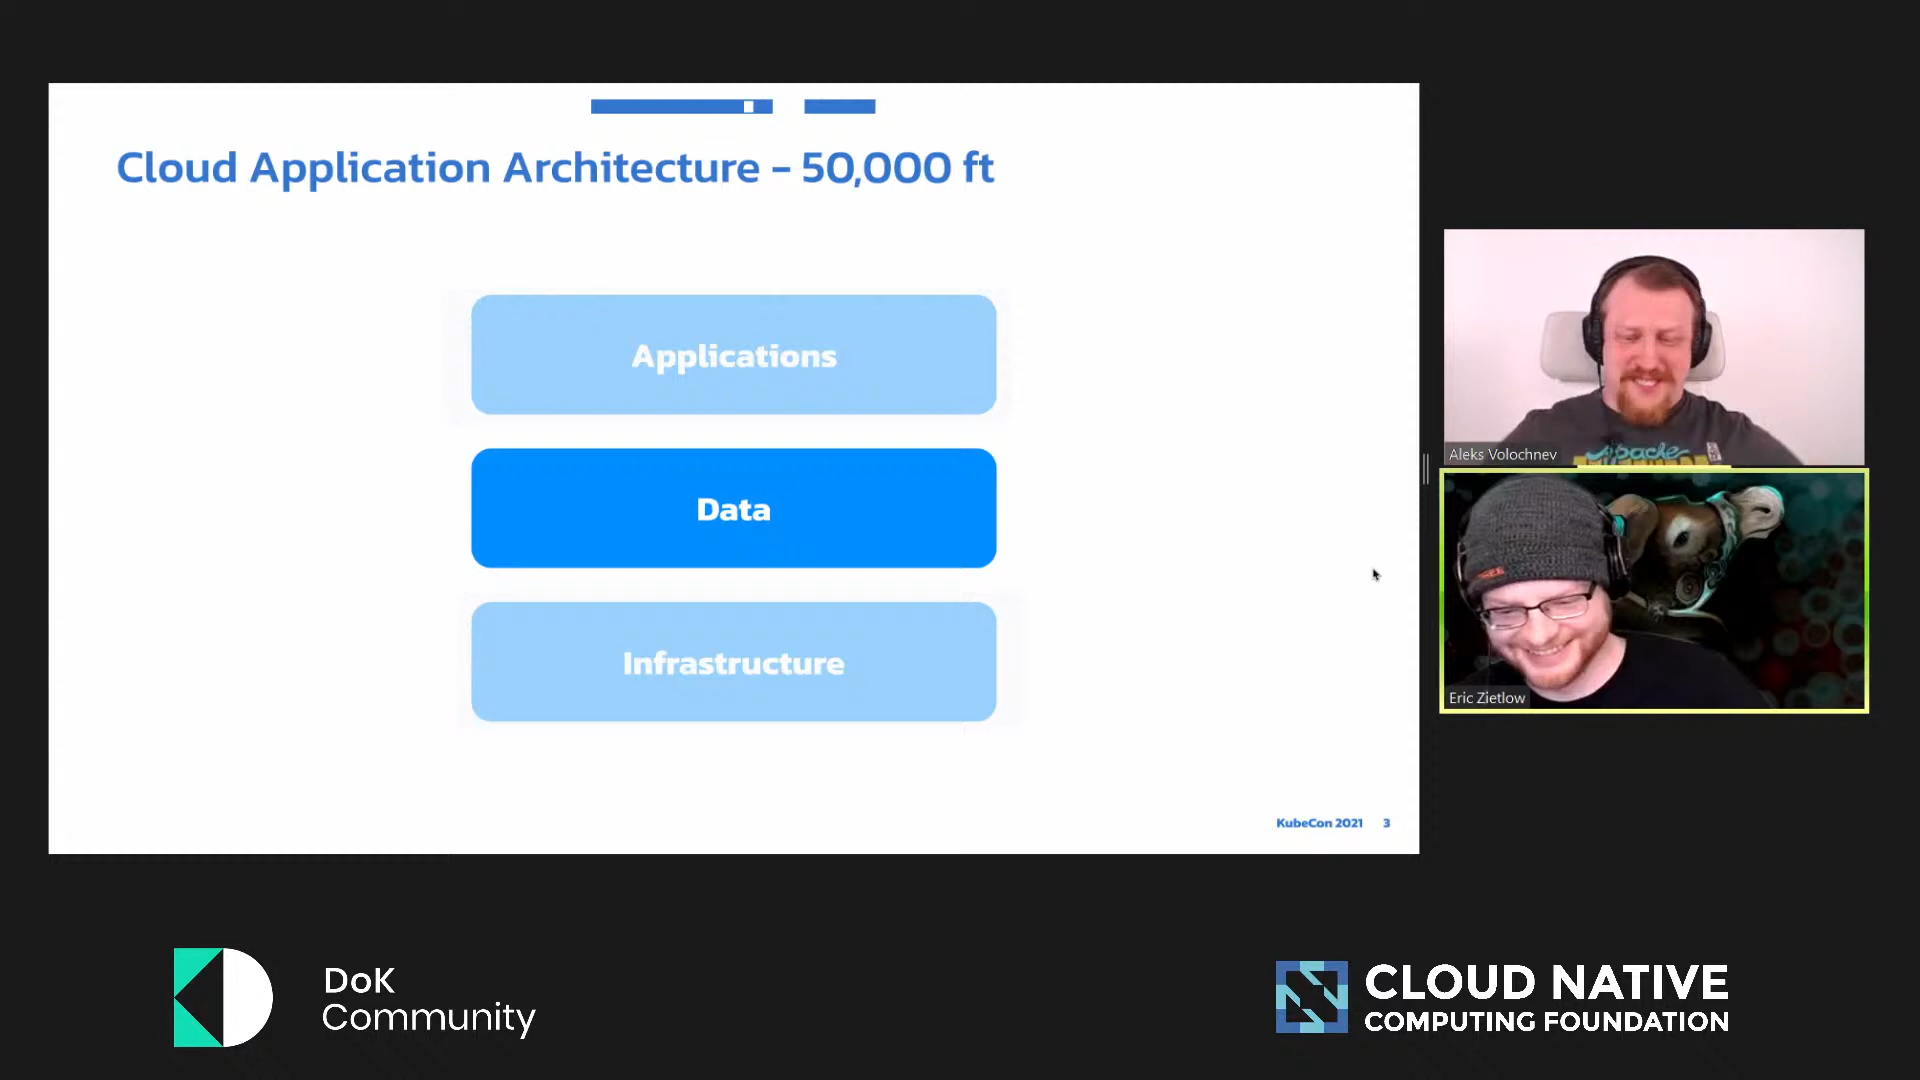 Cloud Application Architecture – 50,000 ft
Applications
Data
Infrastructure
KubeCon 2021 3
Aleks Volochnev
Apache
Eric Zietlow
DoK
Community
CLOUD NATIVE
COMPUTING FOUNDATION